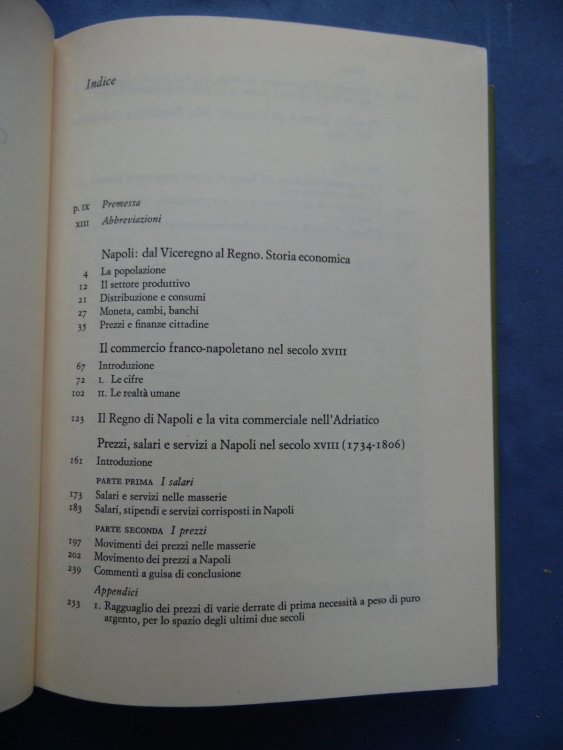 Indice
p. IX Premessa
XIII Abbreviazioni
Napoli: dal Viceregno al Regno. Storia economica
4 La popolazione
12 Il settore produttivo
21 Distribuzione e consumi
27 Moneta, cambi, banchi
35 Prezzi e finanze cittadine
Il commercio franco-napoletano nel secolo XVIII
67 Introduzione
72 I. Le cifre
102 II. Le realtà umane
123 Il Regno di Napoli e la vita commerciale nell'Adriatico
Prezzi, salari e servizi a Napoli nel secolo XVIII (1734-1806)
161 Introduzione
PARTE PRIMA I salari
173 Salari e servizi nelle masserie
183 Salari, stipendi e servizi corrisposti in Napoli
PARTE SECONDA I prezzi
197 Movimenti dei prezzi nelle masserie
202 Movimento dei prezzi a Napoli
239 Commenti a guisa di conclusione
Appendici
253 1. Ragguaglio dei prezzi di varie derrate di prima necessità a peso di puro
argento, per lo spazio degli ultimi due secoli